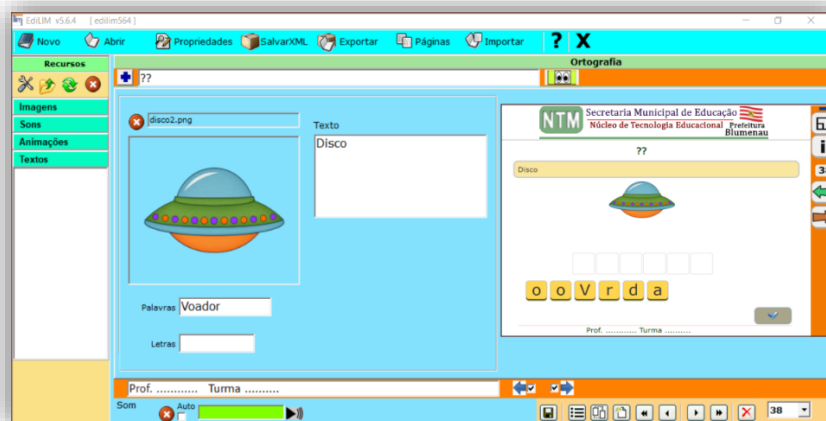 EdiLIM v5.6.4 [edilim564]
Novo Abrir Propriedades SalvarXML Exportar Páginas Importar ? X
Recursos
Ortografia
??
Imagens
Sons
Animações
Textos
disco2.png
Texto
Disco
Palavras Voador
Letras
NTM Secretaria Municipal de Educação
Núcleo de Tecnologia Educacional Prefeitura
Blumenau
??
Disco
o o V r d a
Prof. ............ Turma ..........
Prof. ............ Turma ..........
Som Auto
38